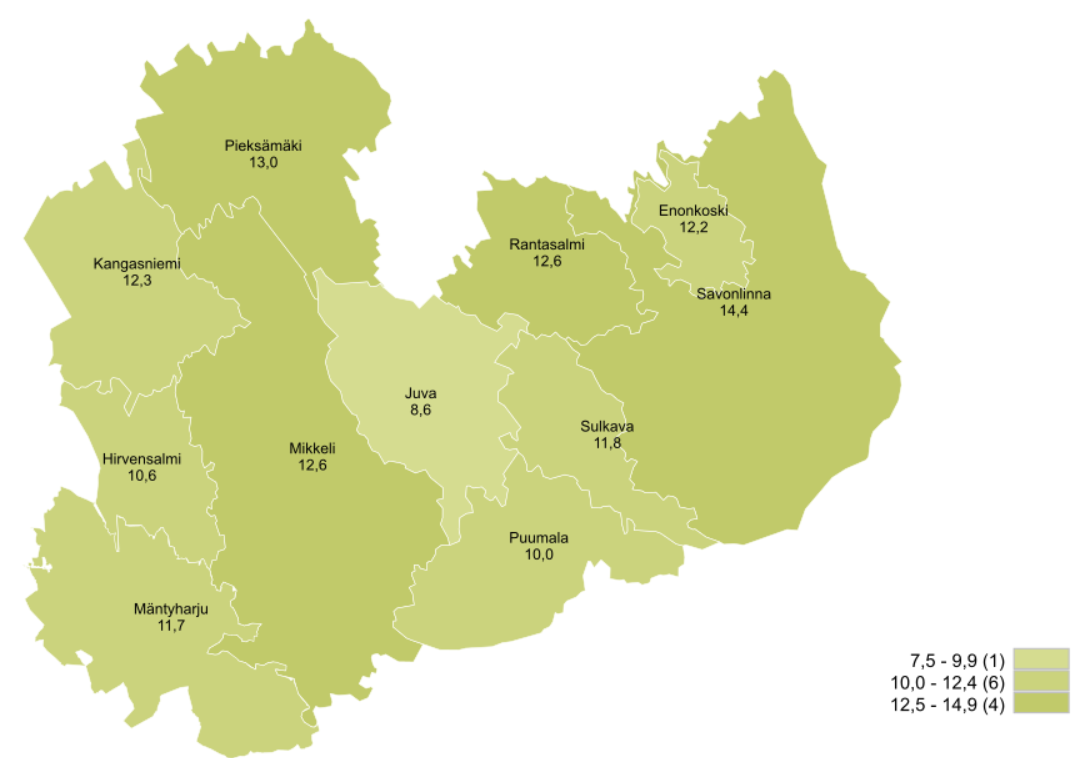 Pieksämäki
13,0
Enonkoski
12,2
Rantasalmi
12,6
Kangasniemi
12,3
Savonlinna
14,4
Juva
8,6
Sulkava
11,8
Mikkeli
12,6
Hirvensalmi
10,6
Puumala
10,0
Mäntyharju
11,7
7,5 - 9,9 (1)
10,0 - 12,4 (6)
12,5 - 14,9 (4)